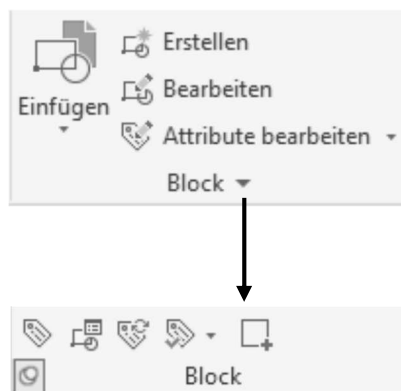 Erstellen
Einfügen
Bearbeiten
Attribute bearbeiten
Block
Block